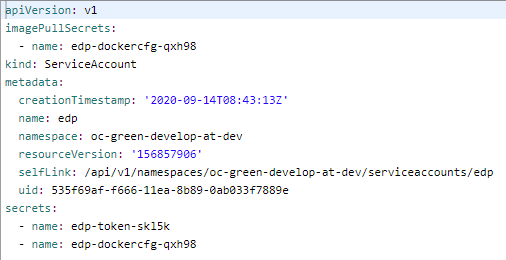 apiVersion: v1
imagePullSecrets:
  - name: edp-dockercfg-qxh98
kind: ServiceAccount
metadata:
  creationTimestamp: '2020-09-14T08:43:13Z'
  name: edp
  namespace: oc-green-develop-at-dev
  resourceVersion: '156857906'
  selfLink: /api/v1/namespaces/oc-green-develop-at-dev/serviceaccounts/edp
  uid: 535f69af-f666-11ea-8b89-0ab033f7889e
secrets:
  - name: edp-token-skl5k
  - name: edp-dockercfg-qxh98